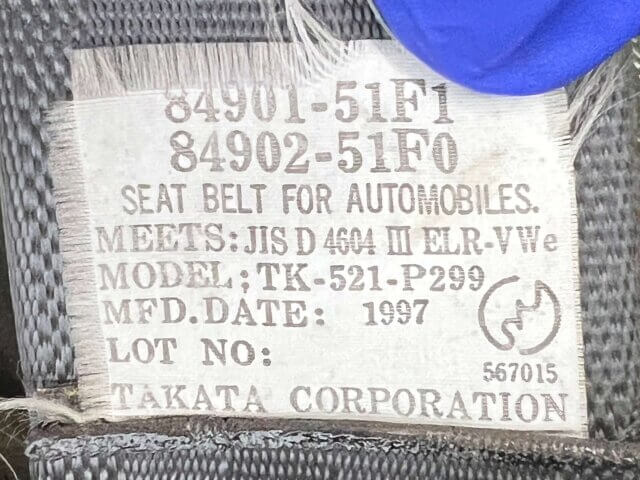 84901-51F1
84902-51F0
SEAT BELT FOR AUTOMOBILES.
MEETS:JIS D 4604 III ELR-VWe
MODEL;TK-521-P299
MFD.DATE: 1997
LOT NO:
567015
TAKATA CORPORATION